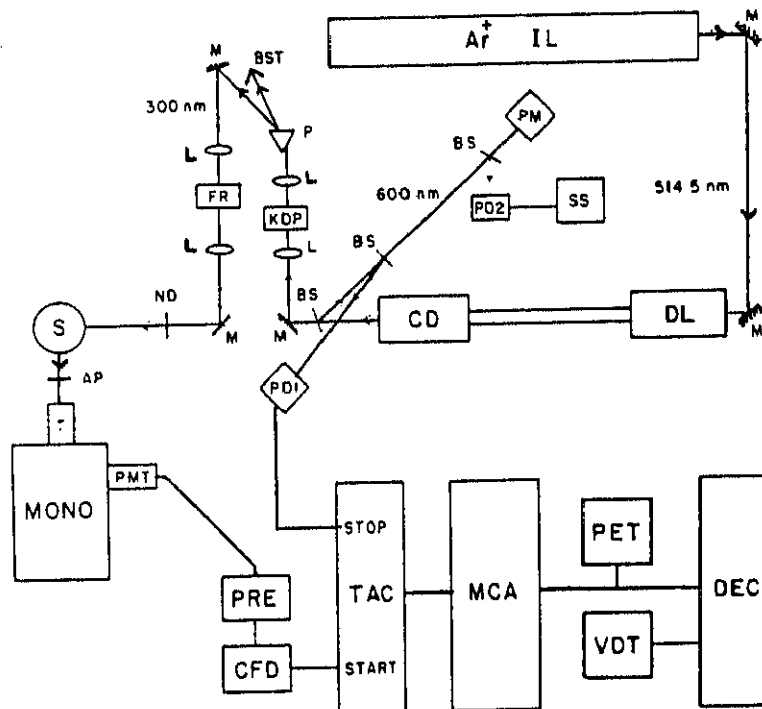 Ar+ IL
M
M
BST
PM
300 nm
P
BS
L
L
600 nm
514 5 nm
FR
KDP
PD2
SS
BS
L
L
ND
BS
CD
DL
S
M
M
M
AP
PD1
T
MONO
PMT
STOP
PET
PRE
TAC
MCA
DEC
CFD
START
VDT